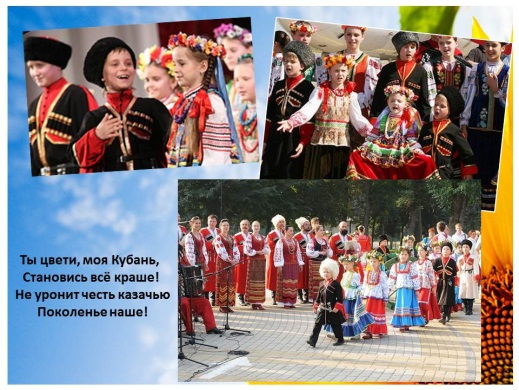 Ты цвети, моя Кубань,
Становись всё краше!
Не уронит честь казачью
Поколенье наше!